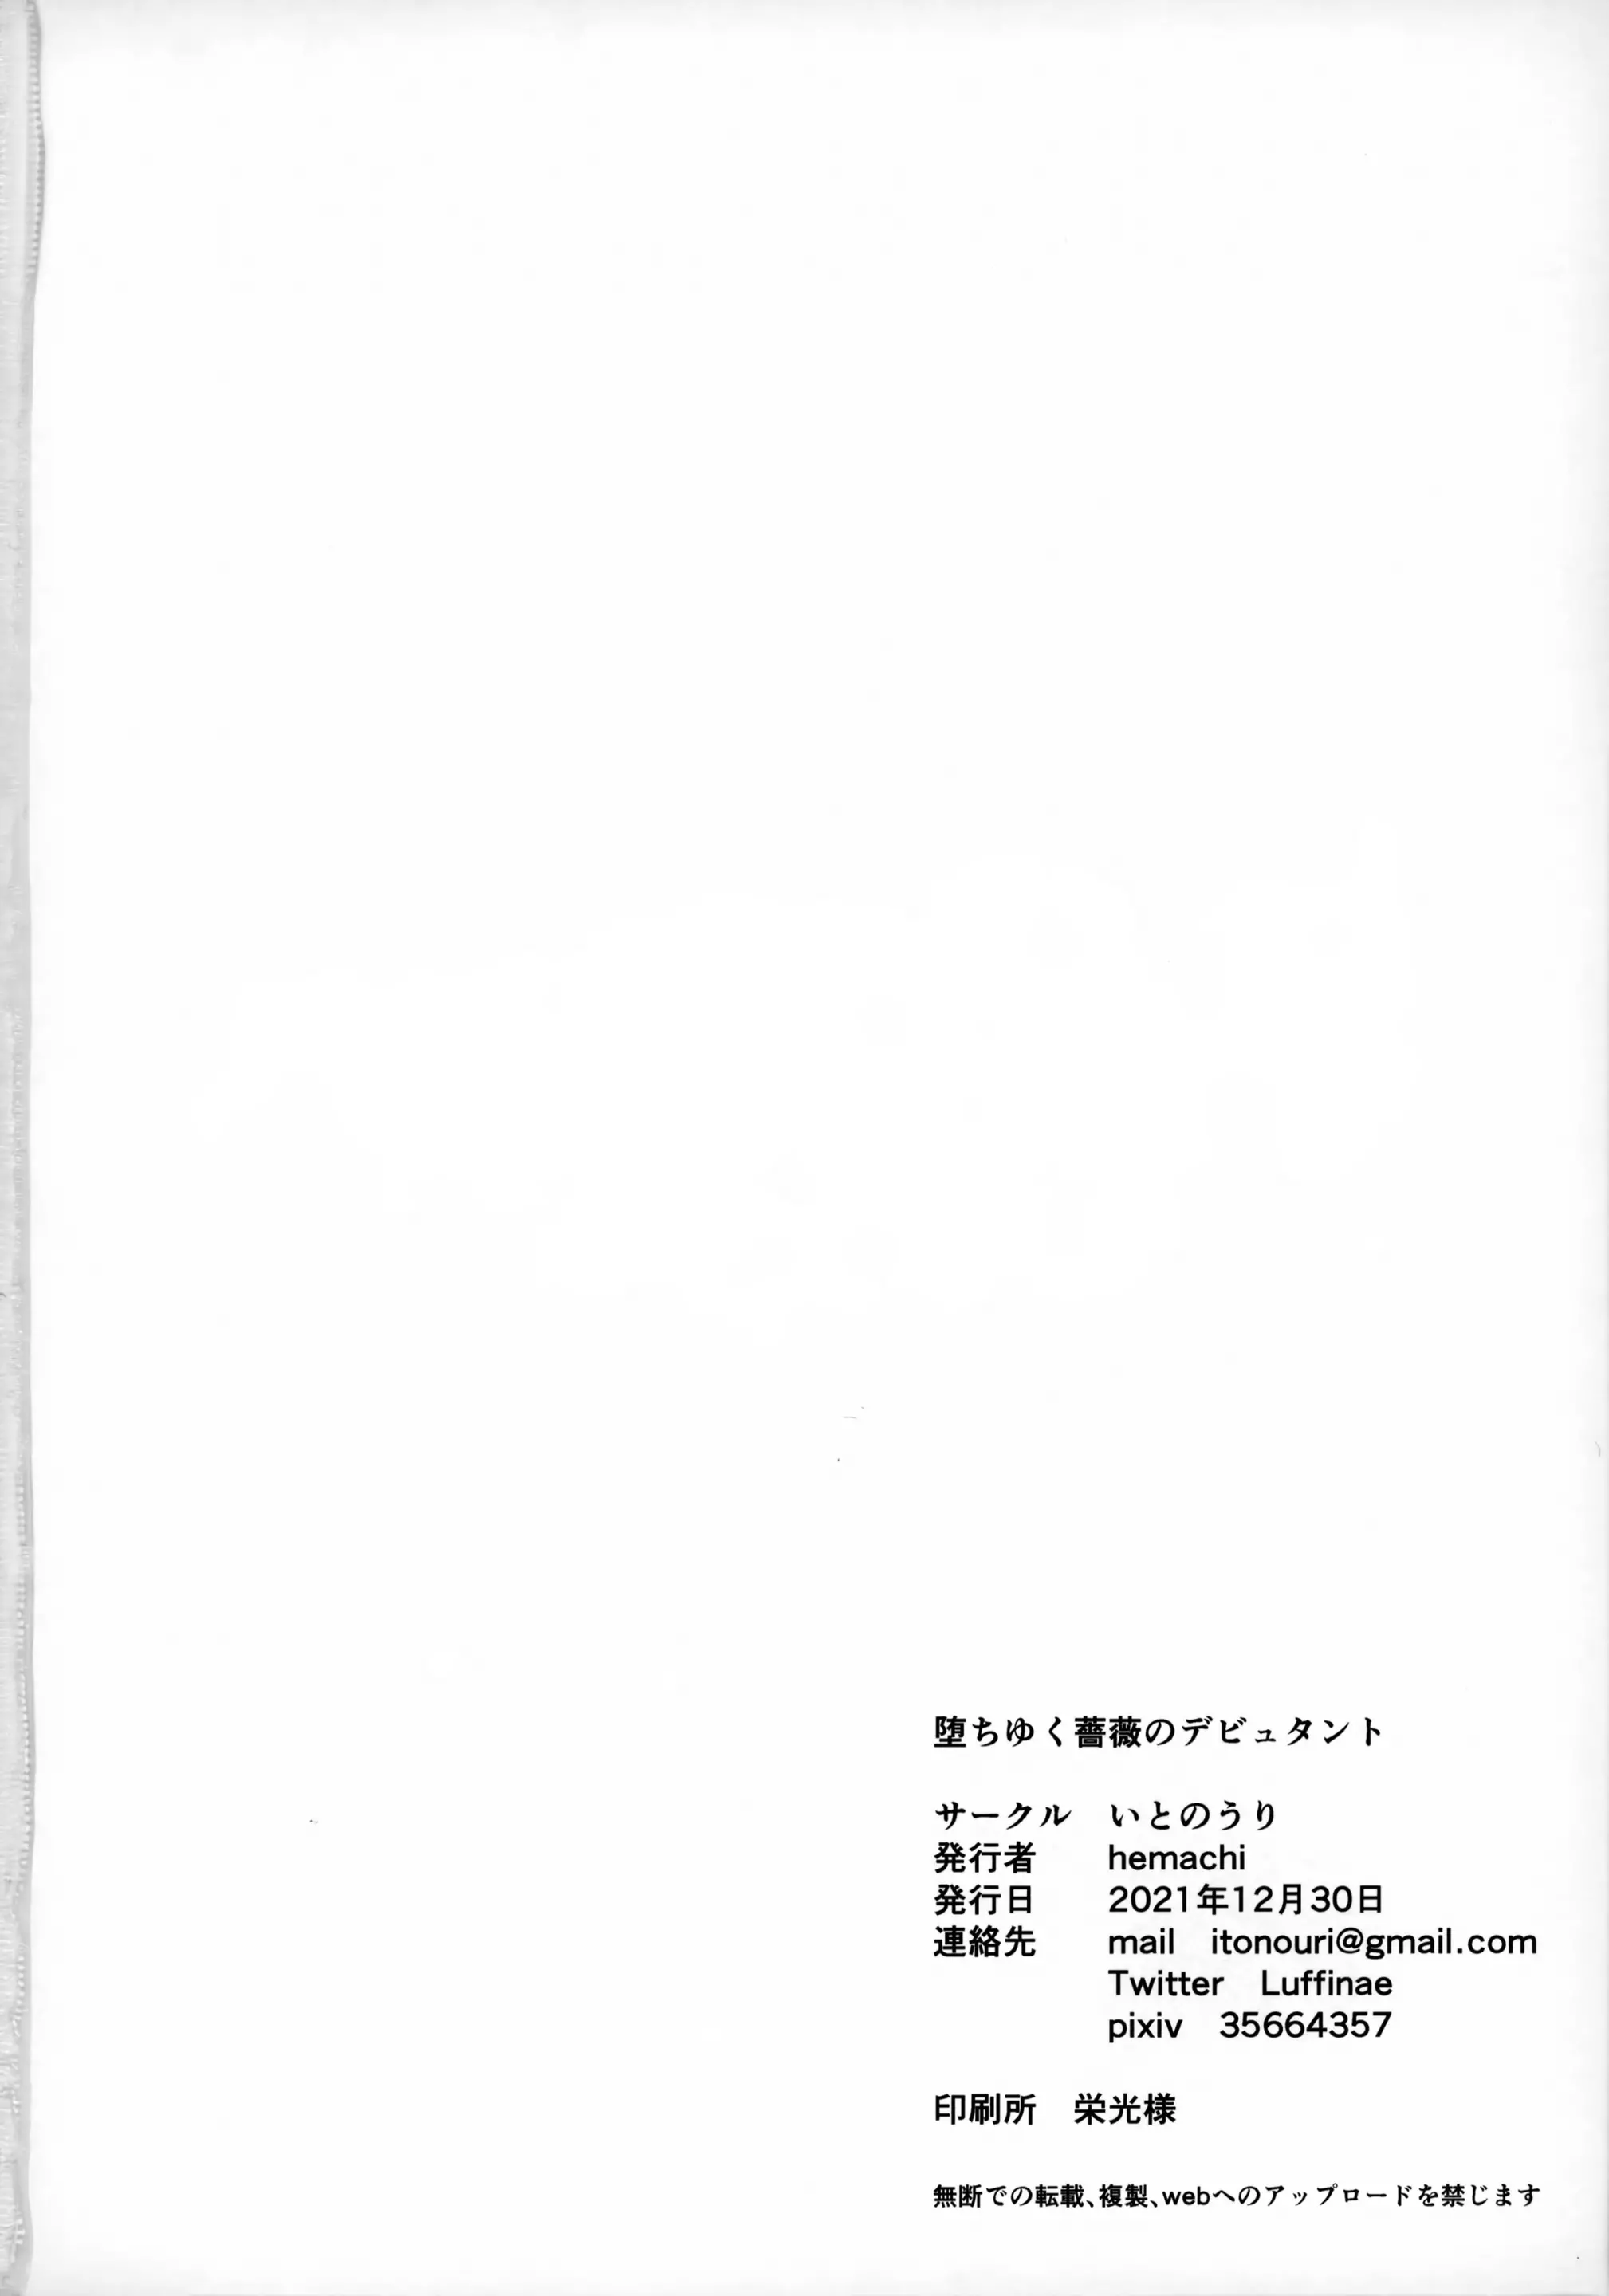 堕ちゆく薔薇のデビュタント
サークル　いとのうり
発行者　hemachi
発行日　2021年12月30日
連絡先　mail　itonouri@gmail.com
Twitter　Luffinae
pixiv　35664357
印刷所　栄光様
無断での転載、複製、webへのアップロードを禁じます